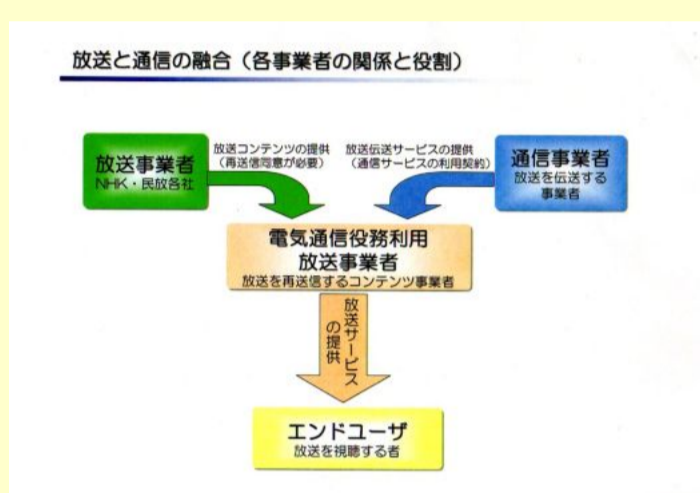 放送と通信の融合（各事業者の関係と役割）
放送事業者
NHK・民放各社
放送コンテンツの提供
（再送信同意が必要）
放送伝送サービスの提供
（通信サービスの利用契約）
通信事業者
放送を伝送する
事業者
電気通信役務利用
放送事業者
放送を再送信するコンテンツ事業者
放送サービス
の提供
エンドユーザ
放送を視聴する者